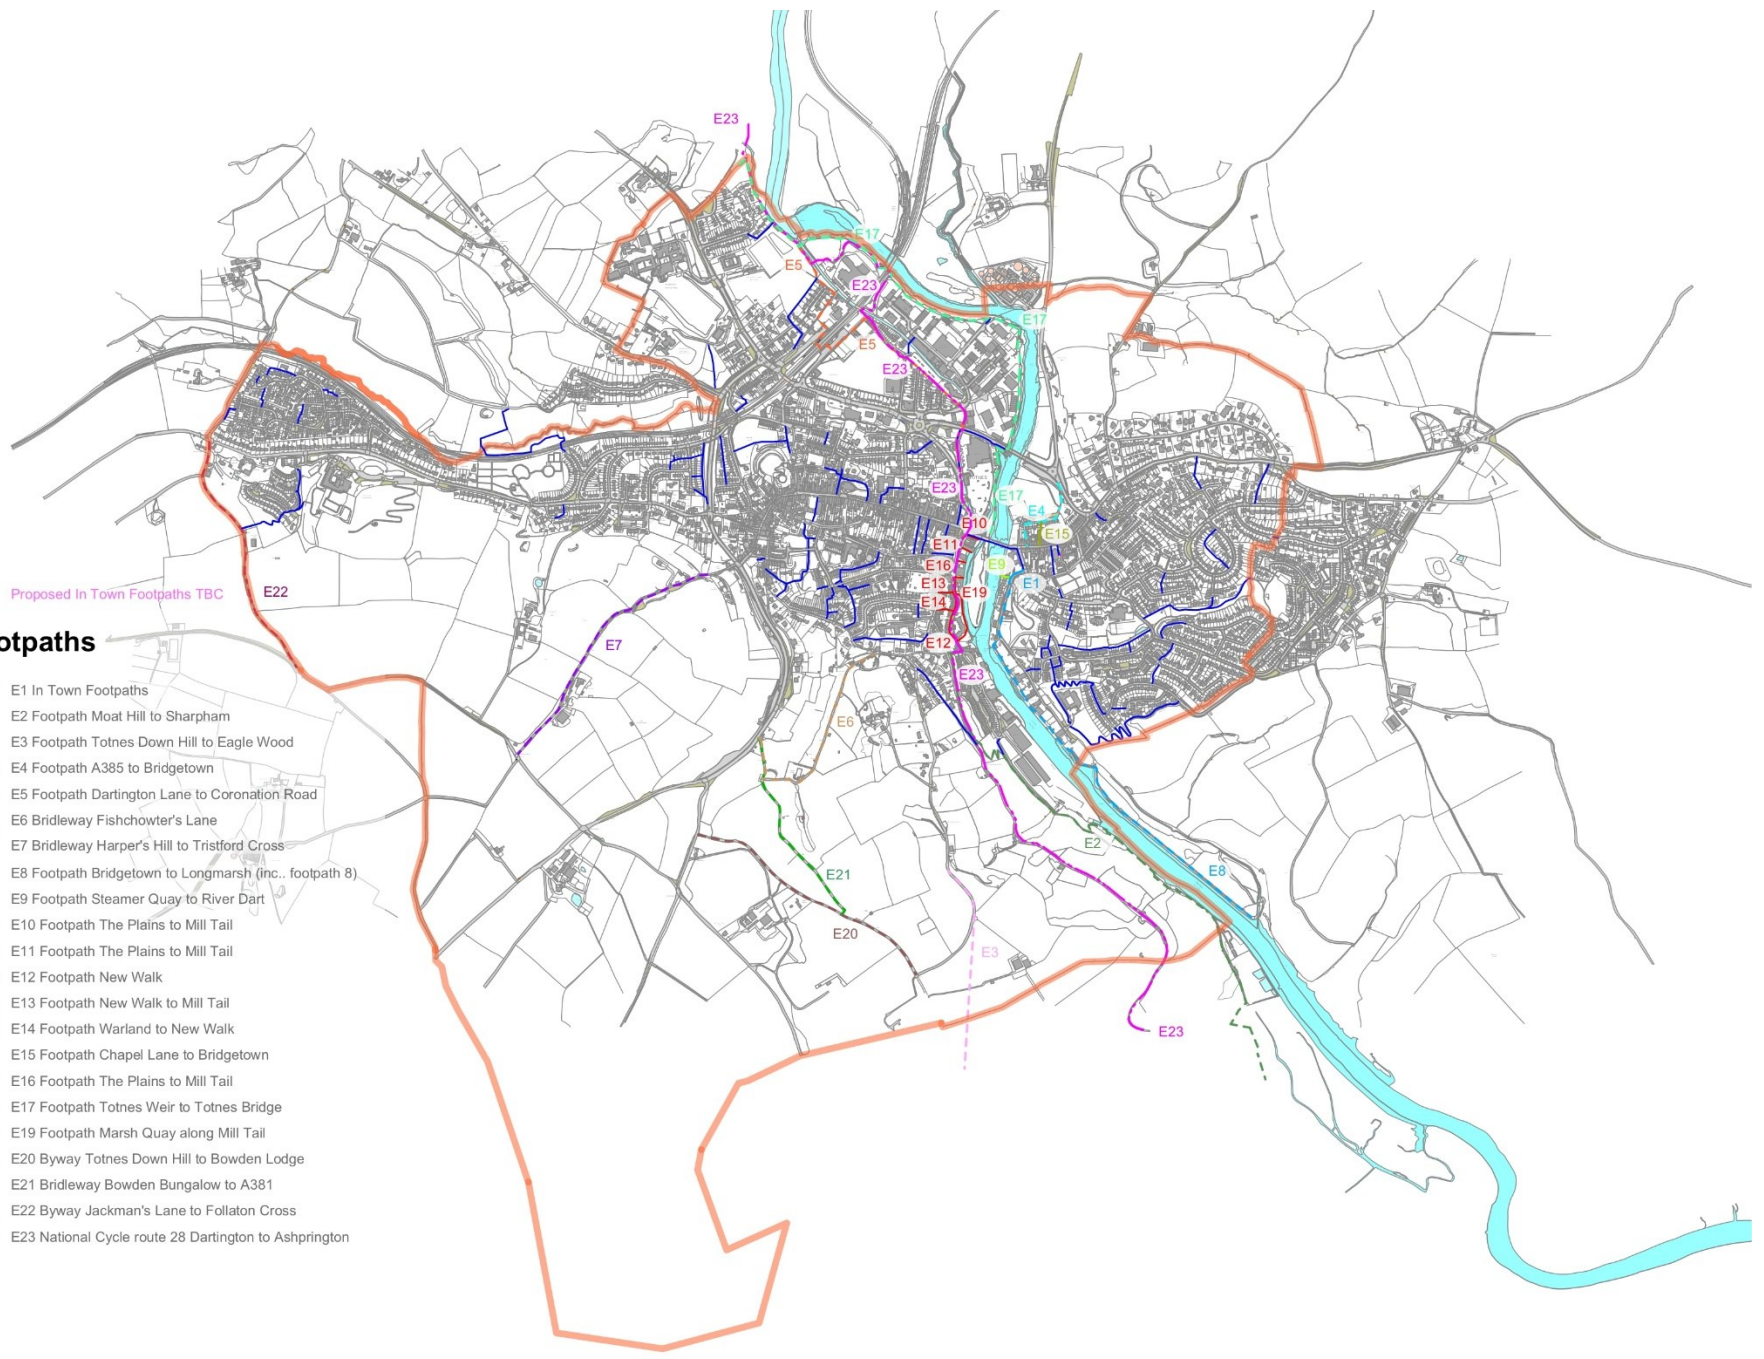 E23
E17
E5
E23
E17
E5
E23
E23
E17
E4
E10
E15
E11
E16
E9
E13
E1
E19
E14
E22
Proposed In Town Footpaths TBC
otpaths
E7
E12
E23
E6
E2
E8
E21
E20
E3
E23
E1 In Town Footpaths
E2 Footpath Moat Hill to Sharpham
E3 Footpath Totnes Down Hill to Eagle Wood
E4 Footpath A385 to Bridgetown
E5 Footpath Dartington Lane to Coronation Road
E6 Bridleway Fishchowter's Lane
E7 Bridleway Harper's Hill to Tristford Cross
E8 Footpath Bridgetown to Longmarsh (inc.. footpath 8)
E9 Footpath Steamer Quay to River Dart
E10 Footpath The Plains to Mill Tail
E11 Footpath The Plains to Mill Tail
E12 Footpath New Walk
E13 Footpath New Walk to Mill Tail
E14 Footpath Warland to New Walk
E15 Footpath Chapel Lane to Bridgetown
E16 Footpath The Plains to Mill Tail
E17 Footpath Totnes Weir to Totnes Bridge
E19 Footpath Marsh Quay along Mill Tail
E20 Byway Totnes Down Hill to Bowden Lodge
E21 Bridleway Bowden Bungalow to A381
E22 Byway Jackman's Lane to Follaton Cross
E23 National Cycle route 28 Dartington to Ashprington